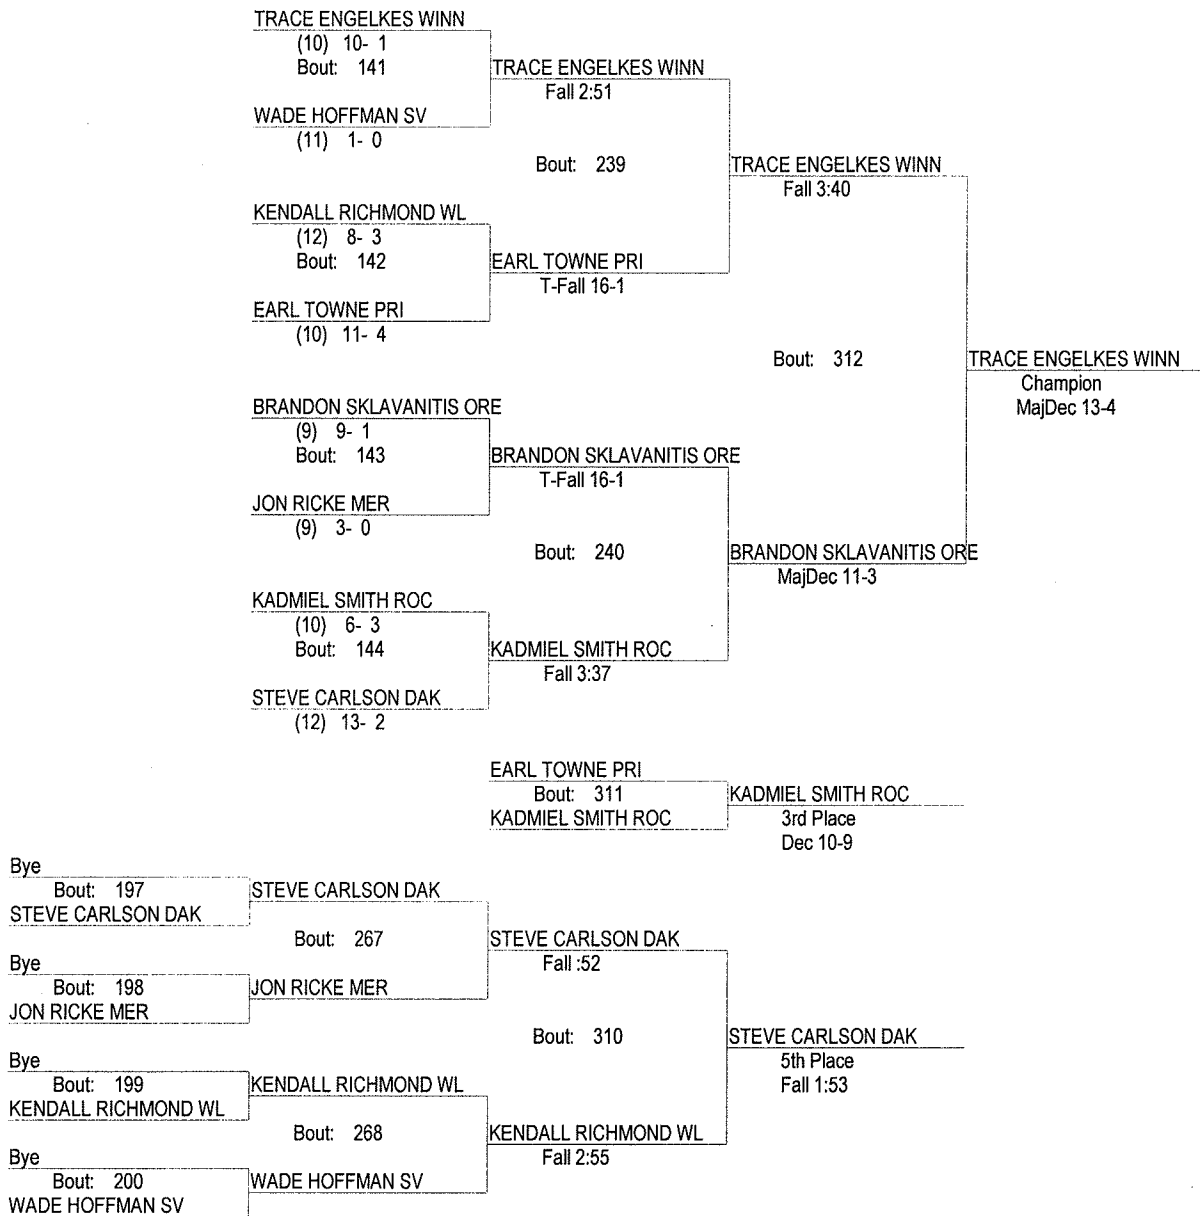 TRACE ENGELKES WINN
(10) 10- 1
Bout: 141
WADE HOFFMAN SV
(11) 1- 0
TRACE ENGELKES WINN
Fall 2:51
Bout: 239
KENDALL RICHMOND WL
(12) 8- 3
Bout: 142
EARL TOWNE PRI
(10) 11- 4
EARL TOWNE PRI
T-Fall 16-1
TRACE ENGELKES WINN
Fall 3:40
Bout: 312
TRACE ENGELKES WINN
Champion
MajDec 13-4
BRANDON SKLAVANITIS ORE
(9) 9- 1
Bout: 143
JON RICKE MER
(9) 3- 0
BRANDON SKLAVANITIS ORE
T-Fall 16-1
Bout: 240
BRANDON SKLAVANITIS ORE
MajDec 11-3
KADMIEL SMITH ROC
(10) 6- 3
Bout: 144
STEVE CARLSON DAK
(12) 13- 2
KADMIEL SMITH ROC
Fall 3:37
EARL TOWNE PRI
Bout: 311
KADMIEL SMITH ROC
KADMIEL SMITH ROC
3rd Place
Dec 10-9
Bye
Bout: 197
STEVE CARLSON DAK
STEVE CARLSON DAK
Bout: 267
Bye
Bout: 198
JON RICKE MER
JON RICKE MER
STEVE CARLSON DAK
Fall :52
Bout: 310
STEVE CARLSON DAK
5th Place
Fall 1:53
Bye
Bout: 199
KENDALL RICHMOND WL
KENDALL RICHMOND WL
Bout: 268
KENDALL RICHMOND WL
Fall 2:55
Bye
Bout: 200
WADE HOFFMAN SV
WADE HOFFMAN SV